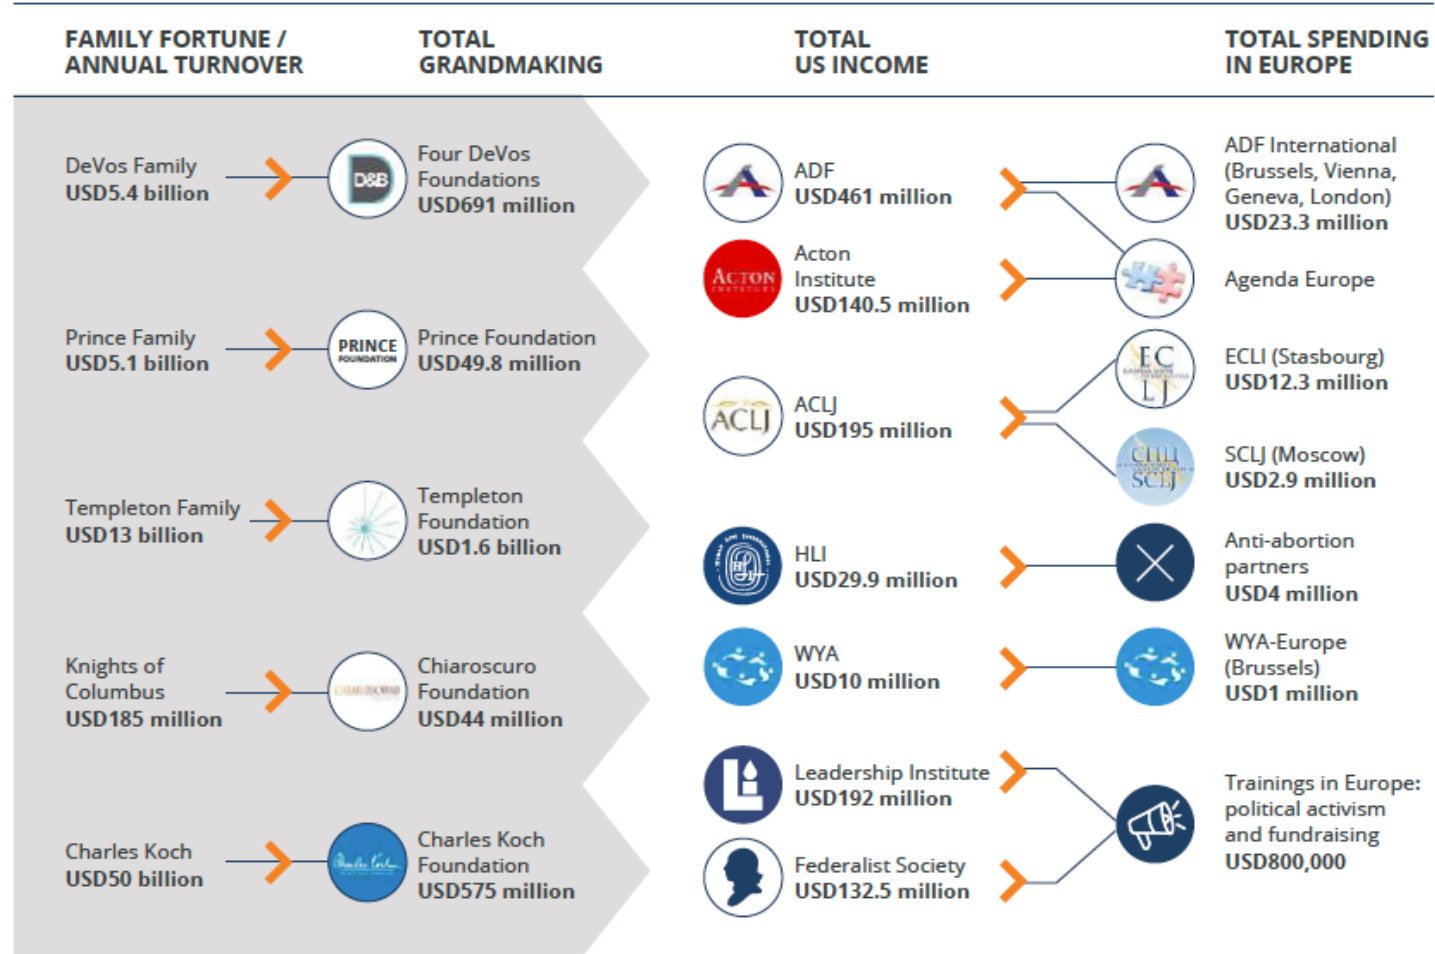 FAMILY FORTUNE /
ANNUAL TURNOVER
TOTAL
GRANDMAKING
TOTAL
US INCOME
TOTAL SPENDING
IN EUROPE
DeVos Family
USD5.4 billion
D&B
Four DeVos
Foundations
USD691 million
Prince Family
USD5.1 billion
PRINCE
FOUNDATION
Prince Foundation
USD49.8 million
Templeton Family
USD13 billion
Templeton
Foundation
USD1.6 billion
Knights of
Columbus
USD185 million
Chiaroscuro
Foundation
USD44 million
Charles Koch
USD50 billion
Charles Koch
Charles Koch
Foundation
USD575 million
ADF
USD461 million
ACTON
INSTITUTE
Acton
Institute
USD140.5 million
ACLJ
ACLJ
USD195 million
HLI
USD29.9 million
WYA
USD10 million
Leadership Institute
USD192 million
Federalist Society
USD132.5 million
ADF International
(Brussels, Vienna,
Geneva, London)
USD23.3 million
Agenda Europe
EC
LJ
ECLI (Stasbourg)
USD12.3 million
SCLJ
SCLJ (Moscow)
USD2.9 million
Anti-abortion
partners
USD4 million
WYA-Europe
(Brussels)
USD1 million
Trainings in Europe:
political activism
and fundraising
USD800,000